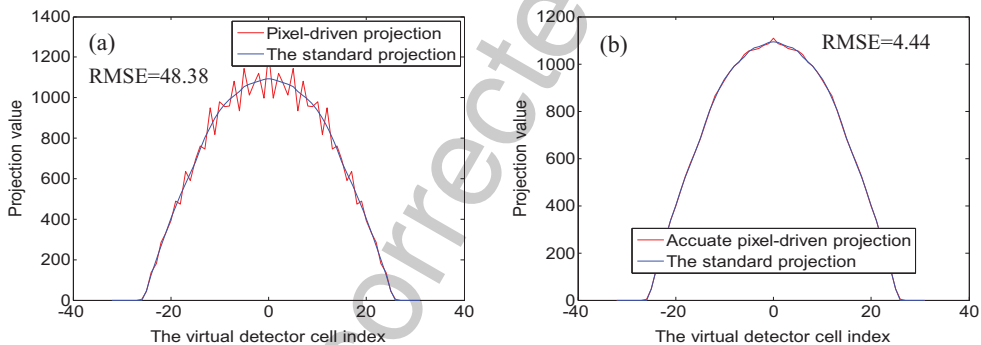 (a)
RMSE=48.38
Pixel-driven projection
The standard projection
Projection value
1400
1200
1000
800
600
400
200
0
-40
-20
0
20
40
The virtual detector cell index
(b)
RMSE=4.44
Accuate pixel-driven projection
The standard projection
Projection value
1200
1000
800
600
400
200
0
-40
-20
0
20
40
The virtual detector cell index
orrecte